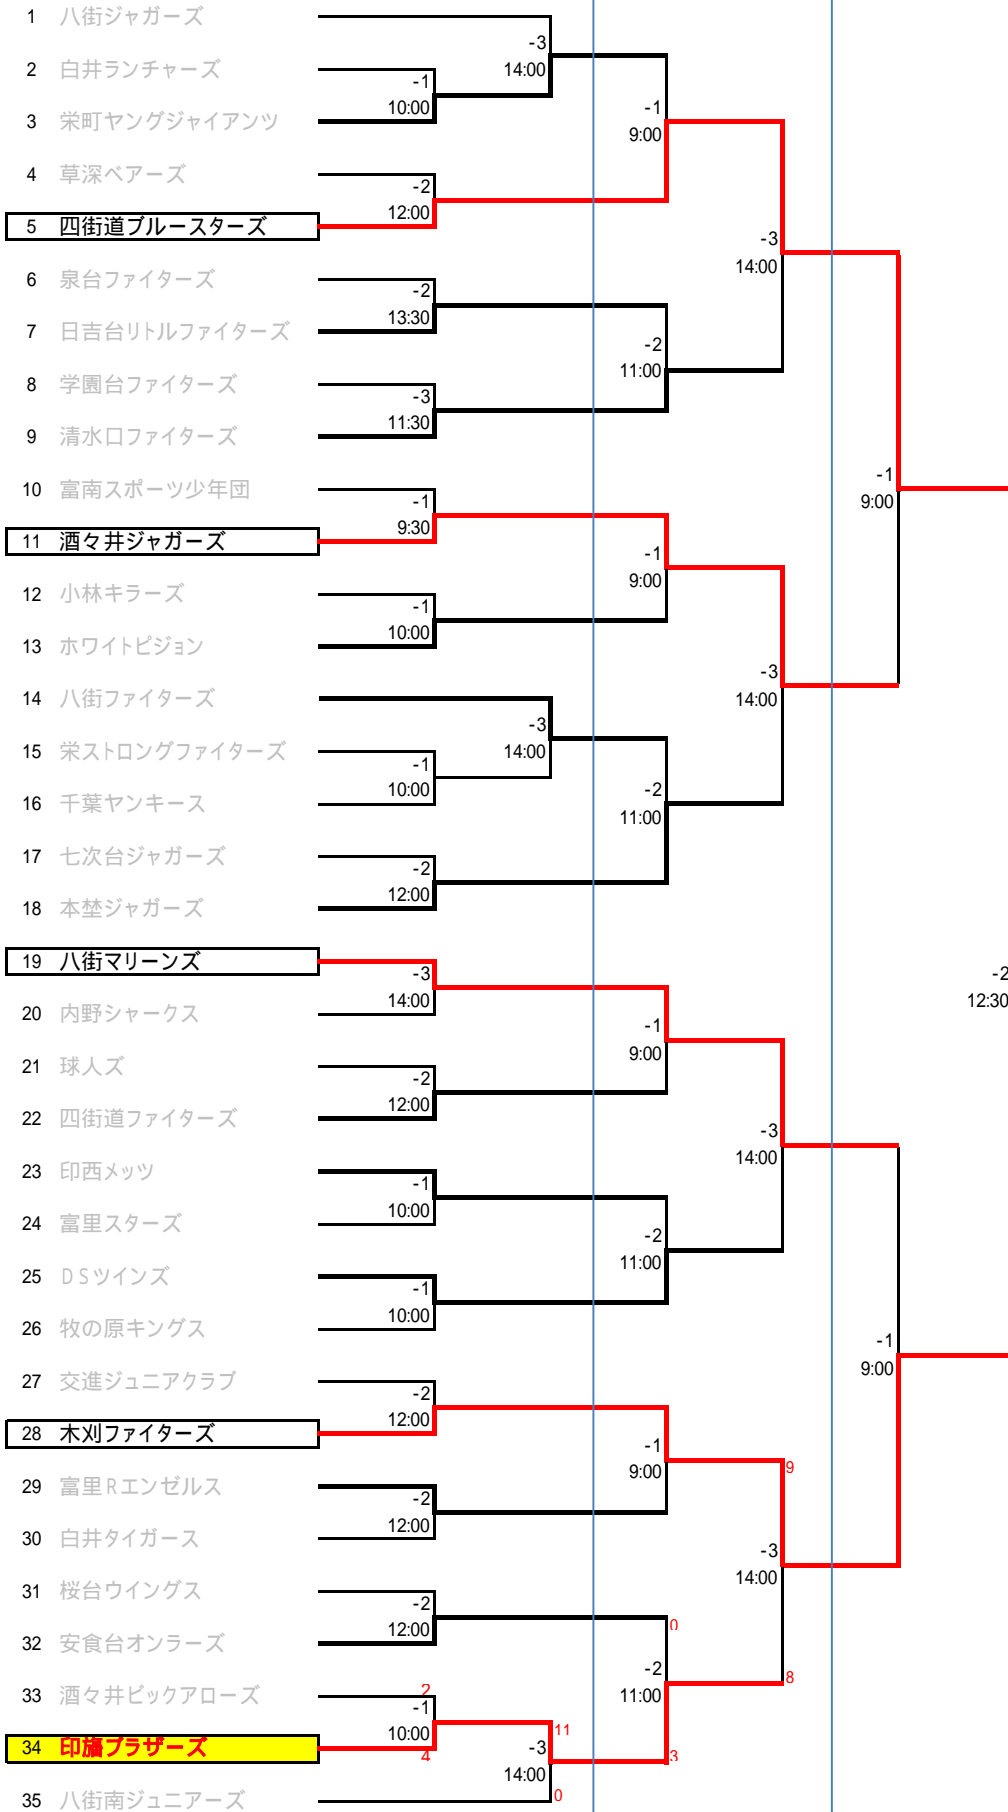 1 八街ジャガーズ
-3
2 白井ランチャーズ
14:00
-1
10:00
-1
3 栄町ヤングジャイアンツ
9:00
4 草深ベアーズ
-2
12:00
5 四街道ブルースターズ
-3
14:00
6 泉台ファイターズ
-2
13:30
7 日吉台リトルファイターズ
-2
11:00
8 学園台ファイターズ
-3
11:30
9 清水口ファイターズ
-1
10 富南スポーツ少年団
9:00
-1
9:30
11 酒々井ジャガーズ
-1
9:00
12 小林キラーズ
-1
10:00
13 ホワイトピジョン
-3
14:00
14 八街ファイターズ
-3
15 栄ストロングファイターズ
14:00
-1
10:00
-2
16 千葉ヤンキース
11:00
17 七次台ジャガーズ
-2
12:00
18 本埜ジャガーズ
19 八街マリーンズ
-3
-2
14:00
12:30
20 内野シャークス
-1
9:00
21 球人ズ
-2
12:00
22 四街道ファイターズ
-3
14:00
23 印西メッツ
-1
10:00
24 富里スターズ
-2
11:00
25 DSツインズ
-1
10:00
26 牧の原キングス
-1
9:00
27 交進ジュニアクラブ
-2
12:00
28 木刈ファイターズ
-1
9:00
9
29 富里Rエンゼルス
-2
12:00
30 白井タイガース
-3
14:00
31 桜台ウイングス
-2
12:00
0
32 安食台オンラーズ
-2
8
33 酒々井ビックアローズ
2
11:00
-1
10:00
11
34 印旛ブラザーズ
4
-3
3
14:00
0
35 八街南ジュニアーズ